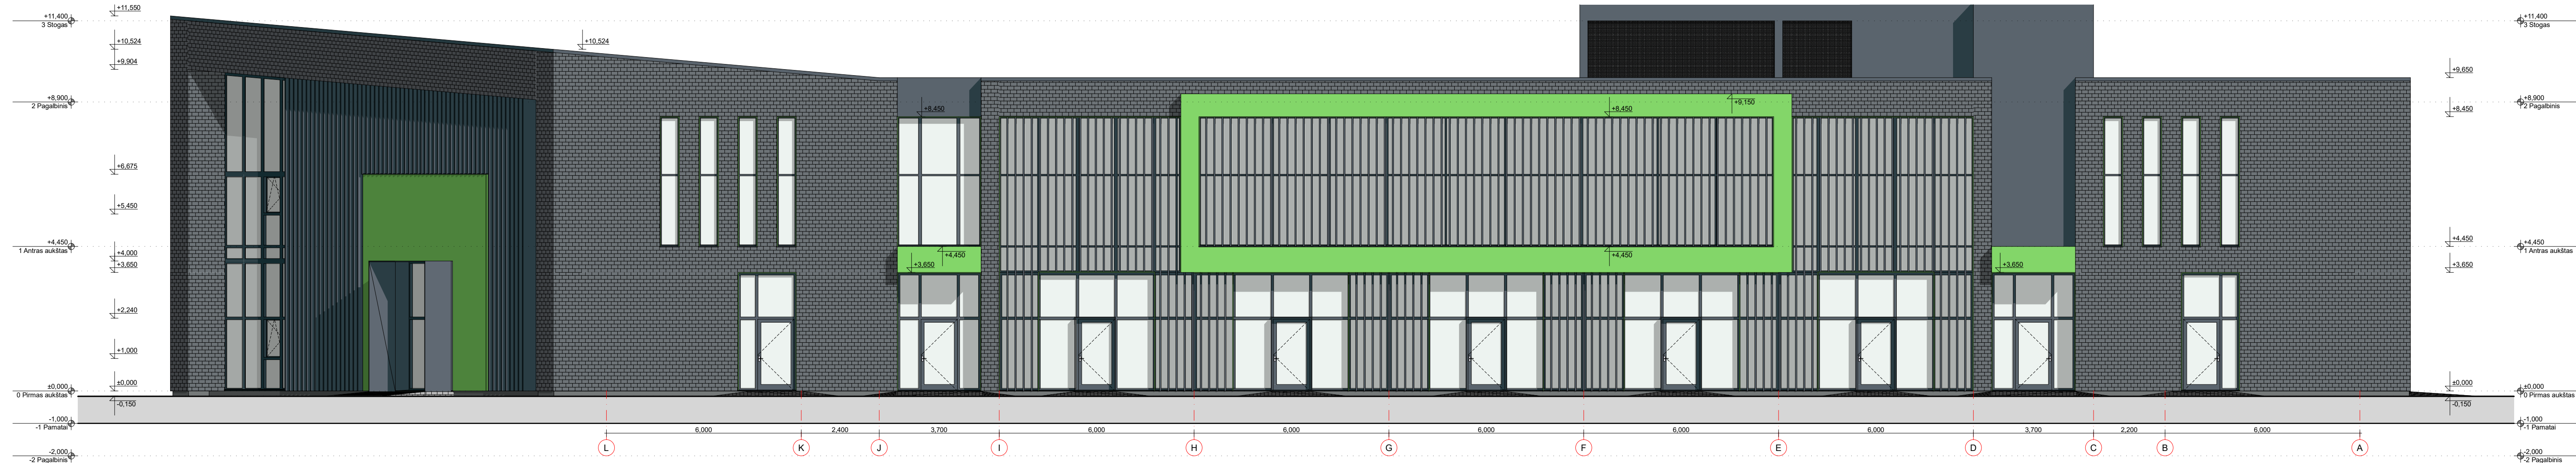 +11,400
3 Stogas
+11,550
+10,524
+9,904
+8,900
2 Pagalbinis
+6,675
+5,450
+4,450
1 Antras aukštas
+4,000
+3,650
+2,240
+1,000
±0,000
±0,000
0 Pirmas aukštas
-0,150
-1,000
-1 Pamatai
-2,000
-2 Pagalbinis
+10,524
+8,450
+4,450
+3,650
+8,450
+9,150
+4,450
+3,650
+11,400
3 Stogas
+9,650
+8,900
2 Pagalbinis
+8,450
+4,450
+4,450
1 Antras aukštas
+3,650
±0,000
±0,000
0 Pirmas aukštas
-0,150
-1,000
-1 Pamatai
-2,000
-2 Pagalbinis
6,000 2,400 3,700 6,000 6,000 6,000 6,000 6,000 3,700 2,200 6,000
L K J I H G F E D C B A